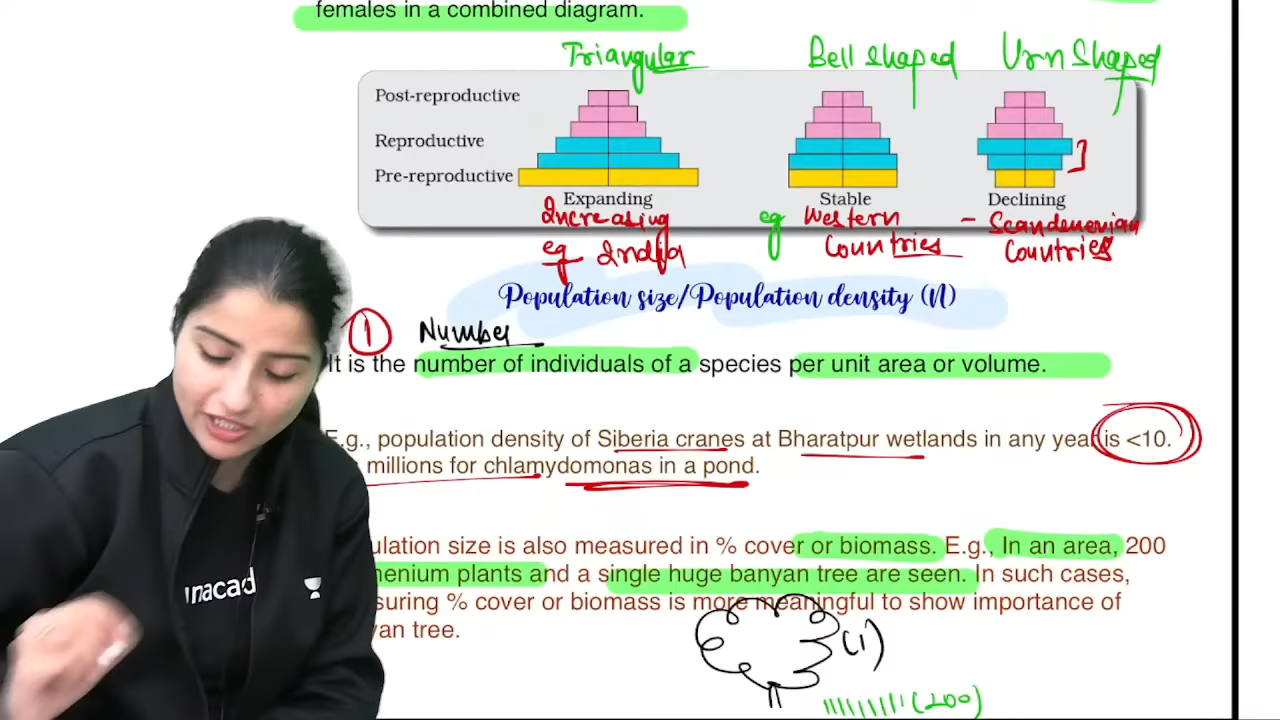 females in a combined diagram.
Triangular Bell shaped Urn Shaped
Post-reproductive
Reproductive
Pre-reproductive
Expanding Stable Declining
Increasing eg Western – Scandenevian
eg India Countries Countries
Population size/Population density (N)
① Number
It is the number of individuals of a species per unit area or volume.
E.g., population density of Siberia cranes at Bharatpur wetlands in any year is <10.
millions for chlamydomonas in a pond.
ulation size is also measured in % cover or biomass. E.g., In an area, 200
henium plants and a single huge banyan tree are seen. In such cases,
suring % cover or biomass is more meaningful to show importance of
yan tree.
(1)
(200)
unacad